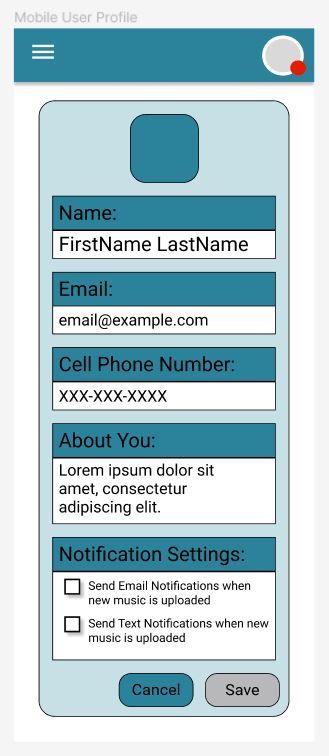 Mobile User Profile
Name:
FirstName LastName
Email:
email@example.com
Cell Phone Number:
XXX-XXX-XXXX
About You:
Lorem ipsum dolor sit
amet, consectetur
adipiscing elit.
Notification Settings:
Send Email Notifications when
new music is uploaded
Send Text Notifications when new
music is uploaded
Cancel
Save